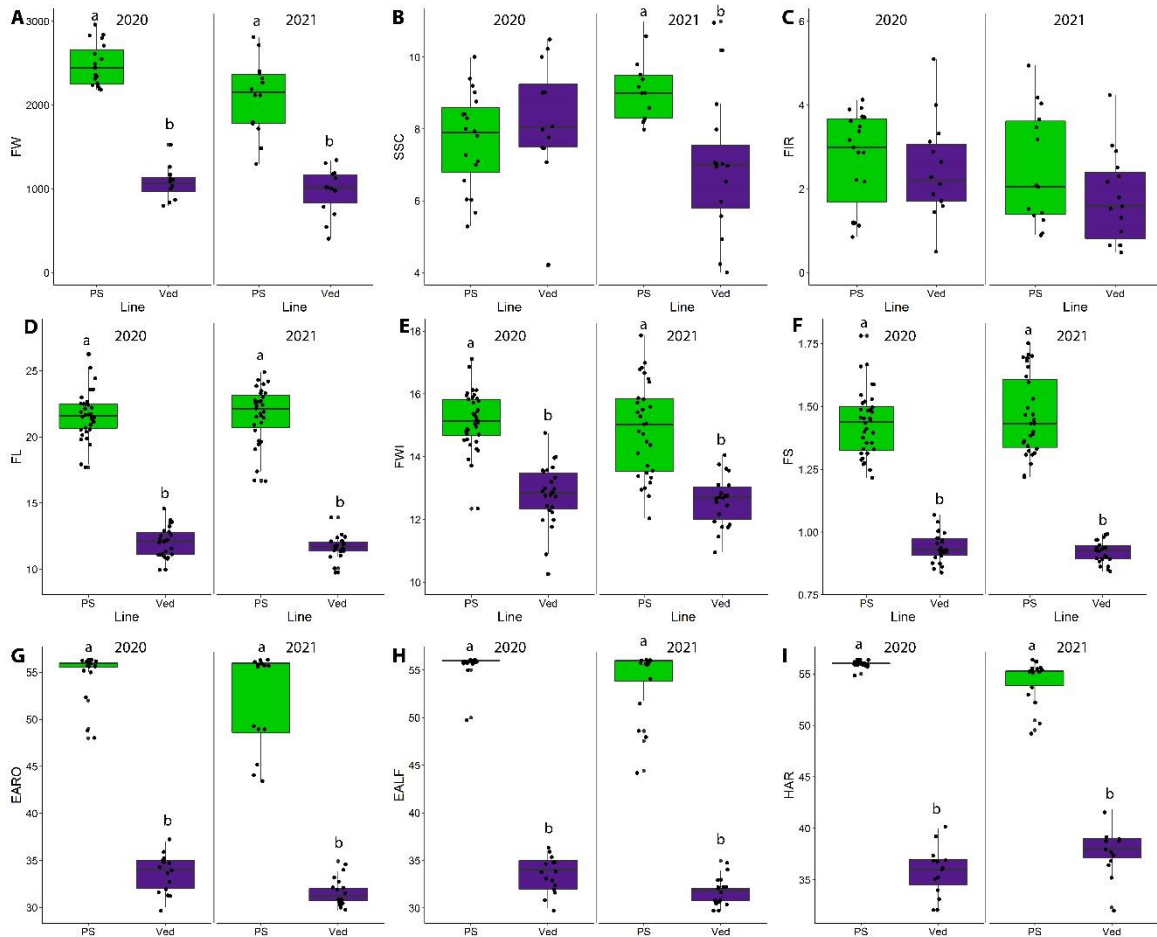 A 2020 2021 B 2020 2021 C 2020 2021
a a b b a b
FW 3000 2000 1000 0
SSC 10 8 6 4
FIR 6 4 2 0
PS Ved PS Ved PS Ved PS Ved PS Ved PS Ved
Line Line Line
D 2020 2021 E 2020 2021 F 2020 2021
a b a b a b a b a b a b
FL 25 20 15 10
FWI 18 16 14 12 10
FS 1.75 1.50 1.25 1.00 0.75
PS Ved PS Ved PS Ved PS Ved PS Ved PS Ved
Line Line Line
G 2020 2021 H 2020 2021 I 2020 2021
a b a b a b a b a b a b
EARO 55 50 45 40 35 30
EALF 55 50 45 40 35 30
HAR 55 50 45 40 35
PS Ved PS Ved PS Ved PS Ved PS Ved PS Ved